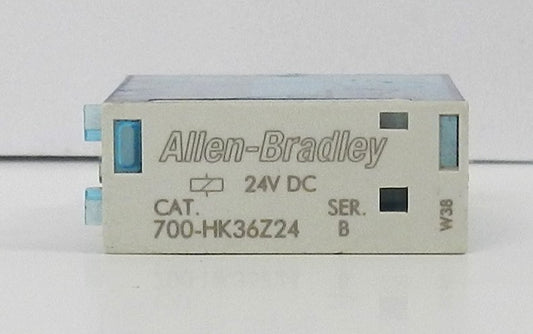 Allen-Bradley
24V DC
CAT. SER.
700-HK36Z24 B
W38